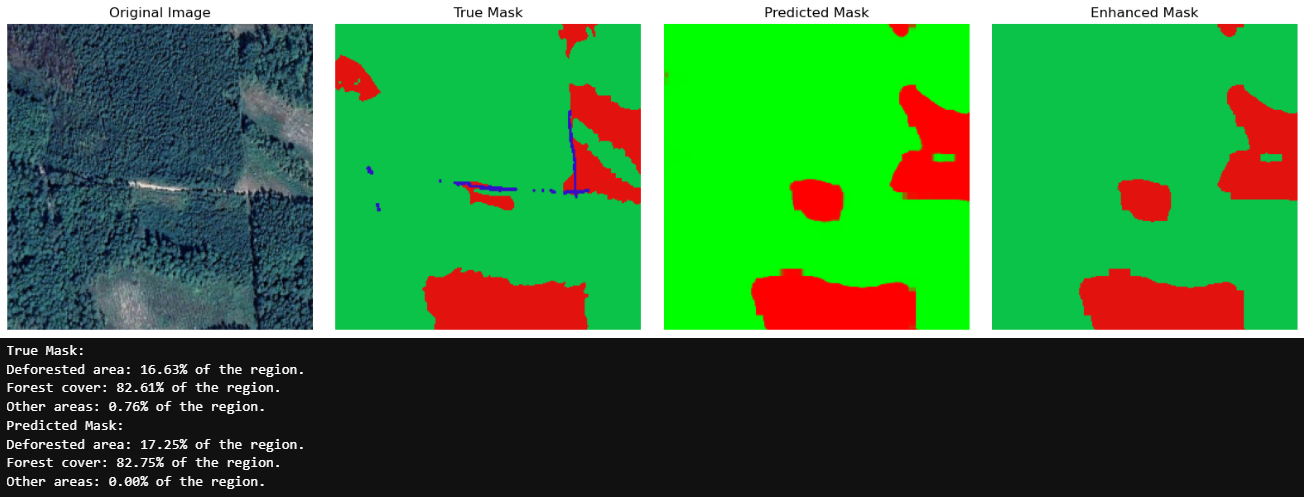 Original Image
True Mask
Predicted Mask
Enhanced Mask
True Mask:
Deforested area: 16.63% of the region.
Forest cover: 82.61% of the region.
Other areas: 0.76% of the region.
Predicted Mask:
Deforested area: 17.25% of the region.
Forest cover: 82.75% of the region.
Other areas: 0.00% of the region.